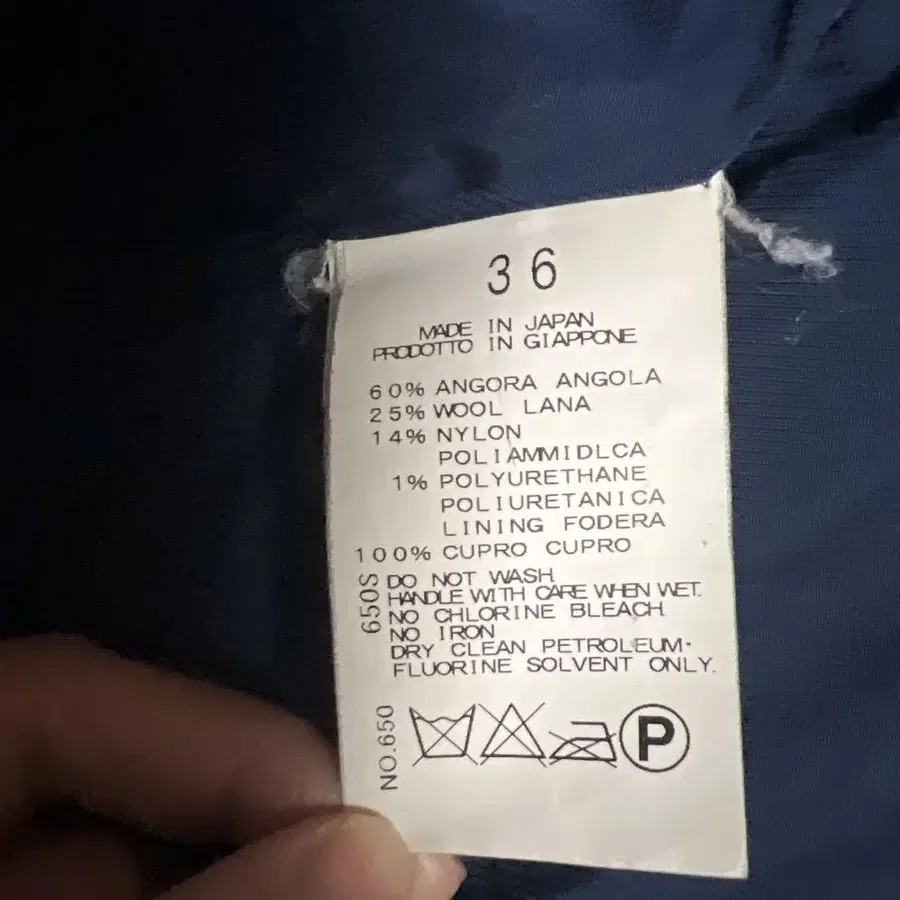 36
MADE IN JAPAN
PRODOTTO IN GIAPPONE
60% ANGORA ANGOLA
25% WOOL LANA
14% NYLON
POLIAMMIDLCA
1% POLYURETHANE
POLIURETANICA
LINING FODERA
100% CUPRO CUPRO
650S
DO NOT WASH
HANDLE WITH CARE WHEN WET.
NO CHLORINE BLEACH
NO IRON
DRY CLEAN PETROLEUM·
FLUORINE SOLVENT ONLY.
NO.650
P